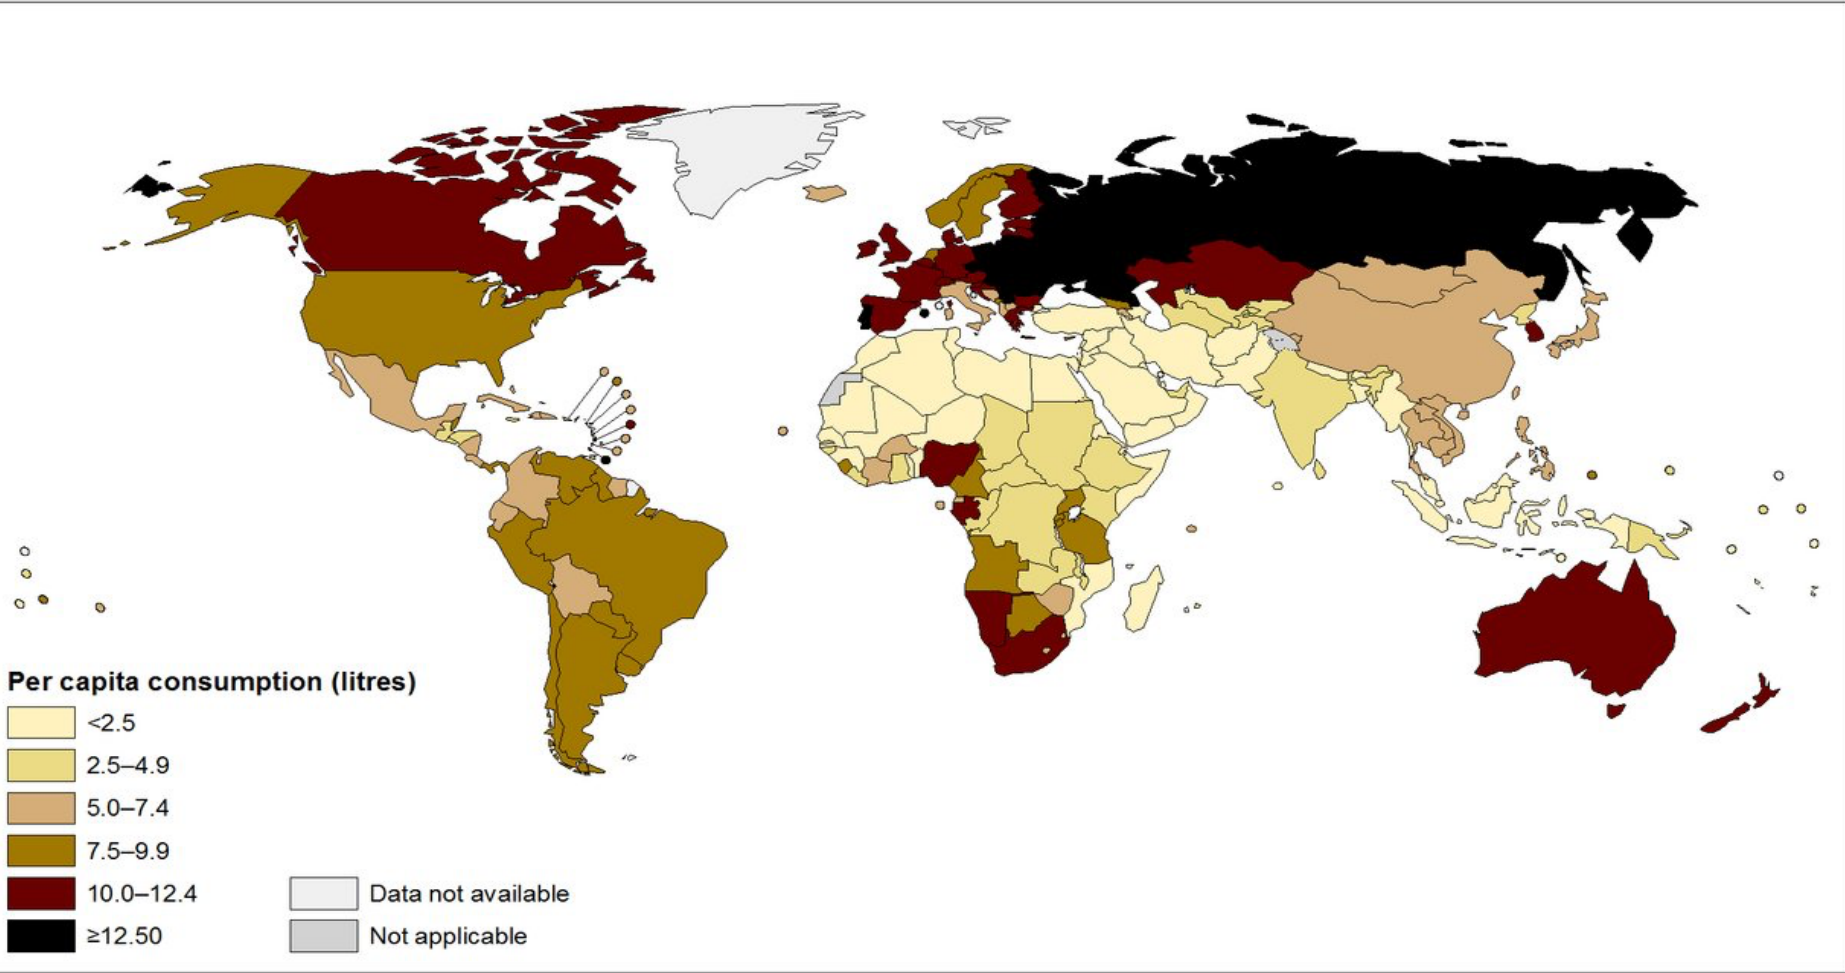 Per capita consumption (litres)
<2.5
2.5–4.9
5.0–7.4
7.5–9.9
10.0–12.4
≥12.50
Data not available
Not applicable